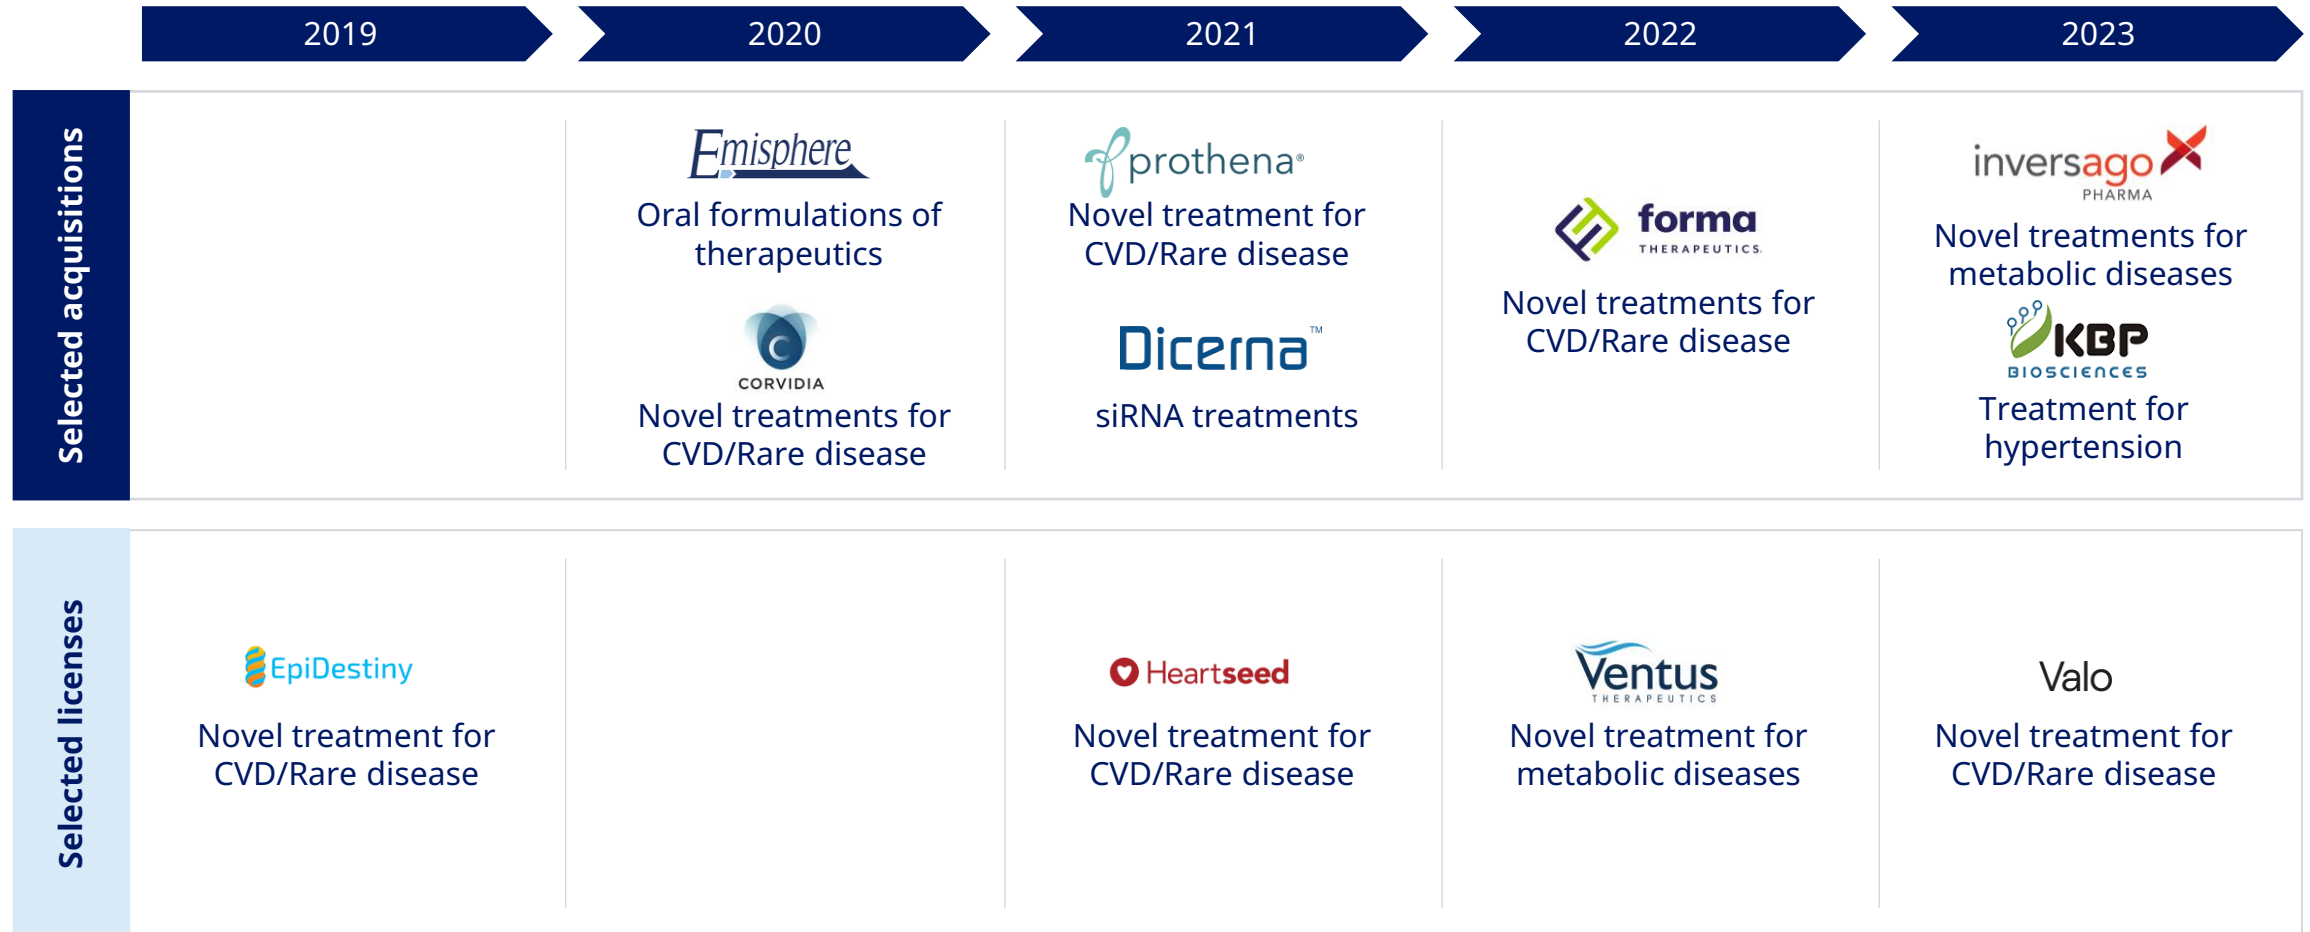 2019
2020
2021
2022
2023
Selected acquisitions
Emisphere
Oral formulations of
therapeutics
CORVIDIA
Novel treatments for
CVD/Rare disease
prothena®
Novel treatment for
CVD/Rare disease
Dicerna™
siRNA treatments
forma
THERAPEUTICS
Novel treatments for
CVD/Rare disease
inversago
PHARMA
Novel treatments for
metabolic diseases
KBP
BIOSCIENCES
Treatment for
hypertension
Selected licenses
EpiDestiny
Novel treatment for
CVD/Rare disease
Heartseed
Novel treatment for
CVD/Rare disease
Ventus
THERAPEUTICS
Novel treatment for
metabolic diseases
Valo
Novel treatment for
CVD/Rare disease